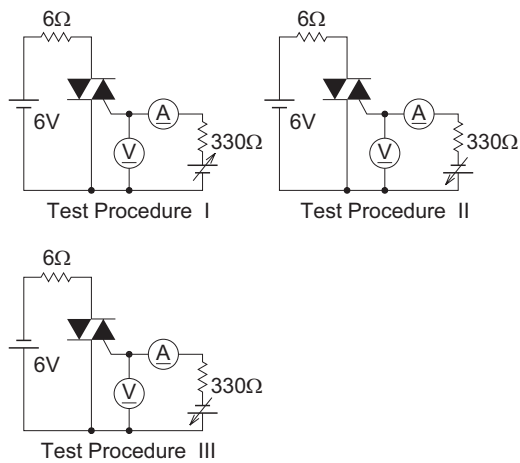 6Ω
6V
A
V
330Ω
Test Procedure I
6Ω
6V
A
V
330Ω
Test Procedure II
6Ω
6V
A
V
330Ω
Test Procedure III